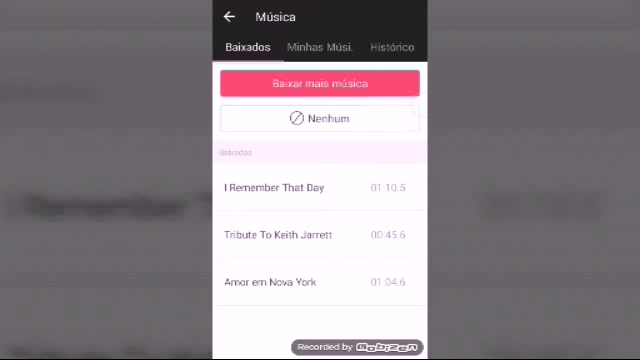 Música
Baixados Minhas Músi. Histórico
Baixar mais música
Nenhum
Baixados
I Remember That Day 01:10.5
Tribute To Keith Jarrett 00:45.6
Amor em Nova York 01:04.6
Recorded by Mobizen